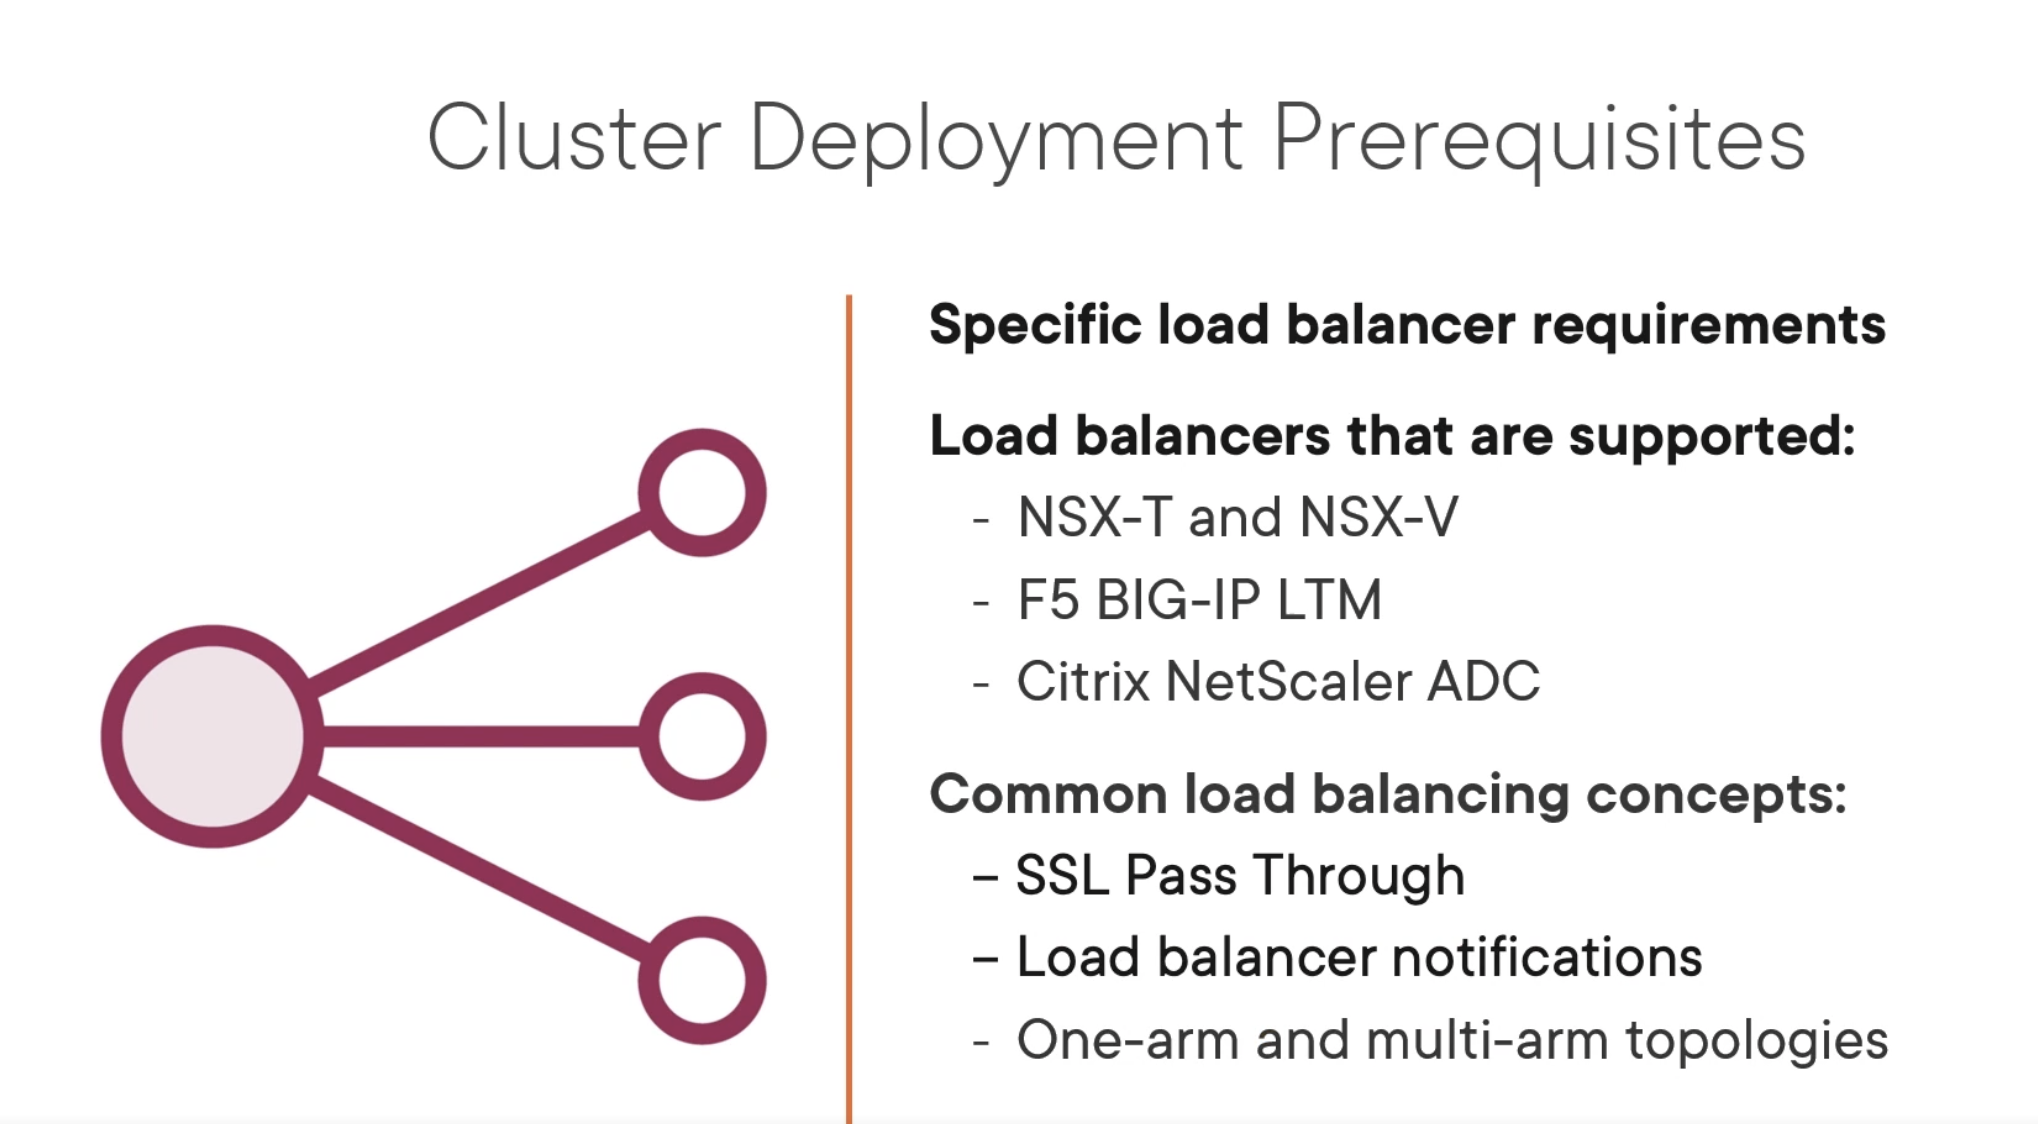 Cluster Deployment Prerequisites
Specific load balancer requirements
Load balancers that are supported:
- NSX-T and NSX-V
- F5 BIG-IP LTM
- Citrix NetScaler ADC
Common load balancing concepts:
– SSL Pass Through
– Load balancer notifications
- One-arm and multi-arm topologies